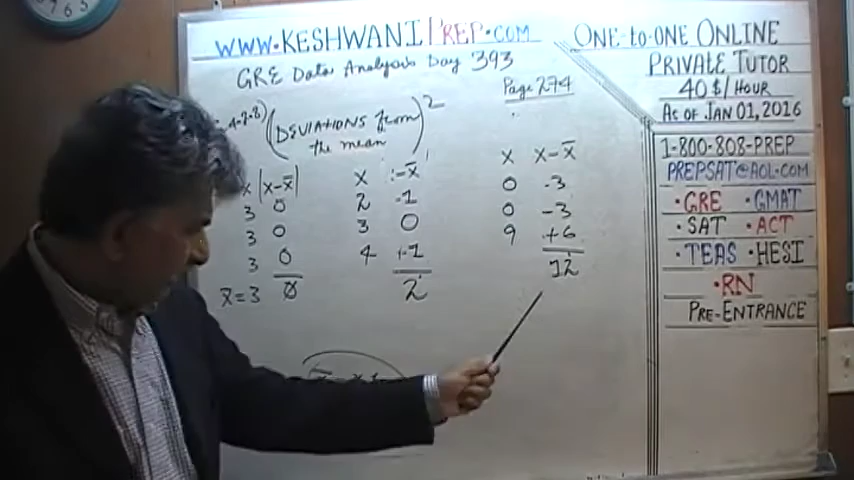 WWW.KESHWANIPREP.COM
GRE Data Analysis Day 393
Page 274
(DEVIATIONS from
the mean)²
X |X-X̄|
3 0
3 0
3 0
X̄=3 0
X :-X̄
2 -1
3 0
4 +1
2
X X-X̄
0 -3
0 -3
9 +6
12
ONE-to-ONE ONLINE
PRIVATE TUTOR
40 $/HOUR
AS OF JAN 01, 2016
1-800-808-PREP
PREPSAT@AOL.COM
•GRE •GMAT
•SAT •ACT
•TEAS •HESI
•RN
PRE-ENTRANCE